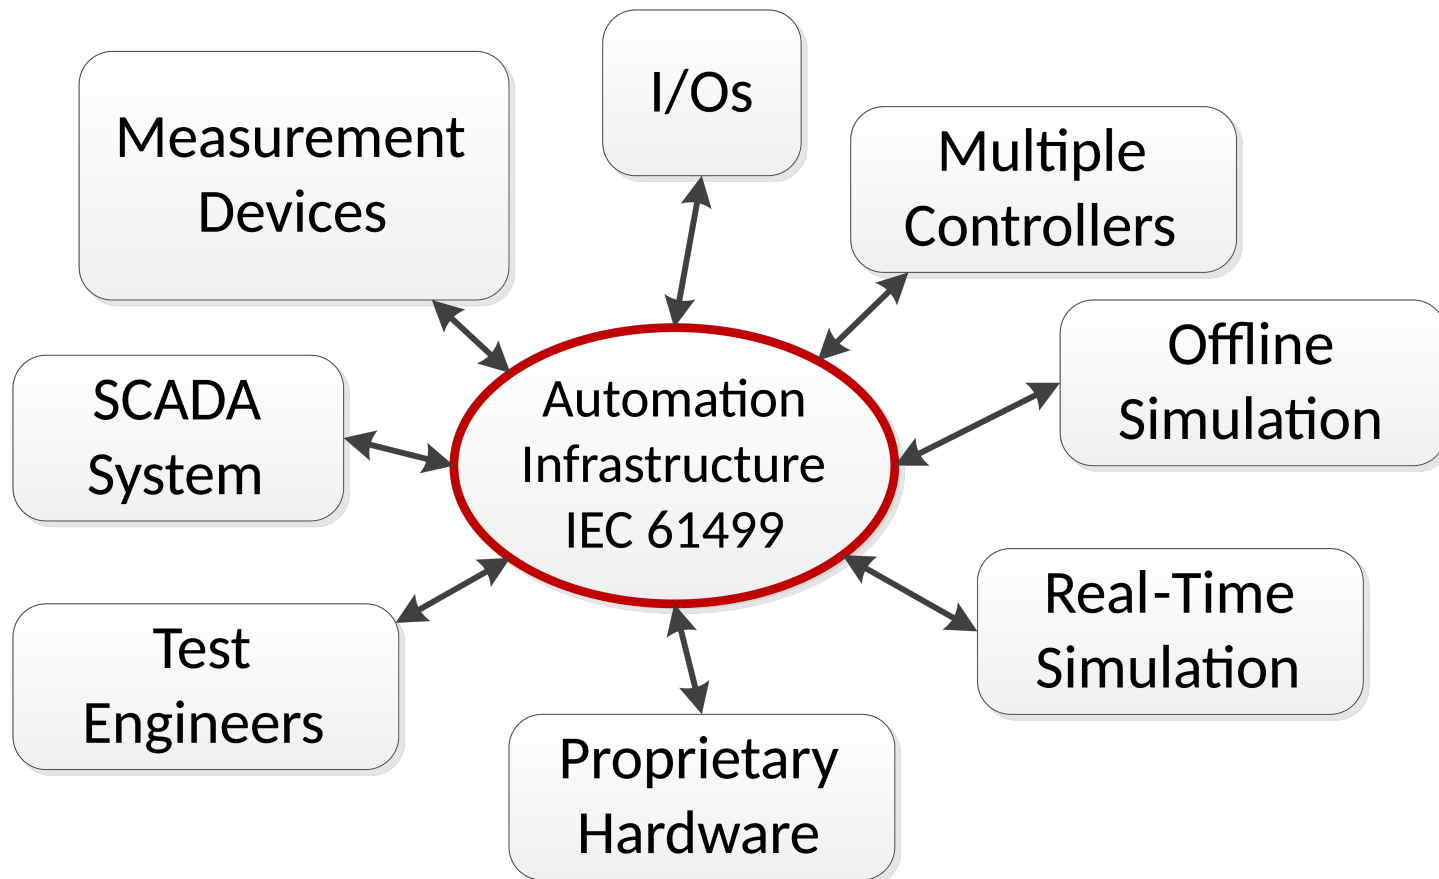 I/Os
Measurement
Devices
Multiple
Controllers
Offline
Simulation
SCADA
System
Automation
Infrastructure
IEC 61499
Real-Time
Simulation
Test
Engineers
Proprietary
Hardware